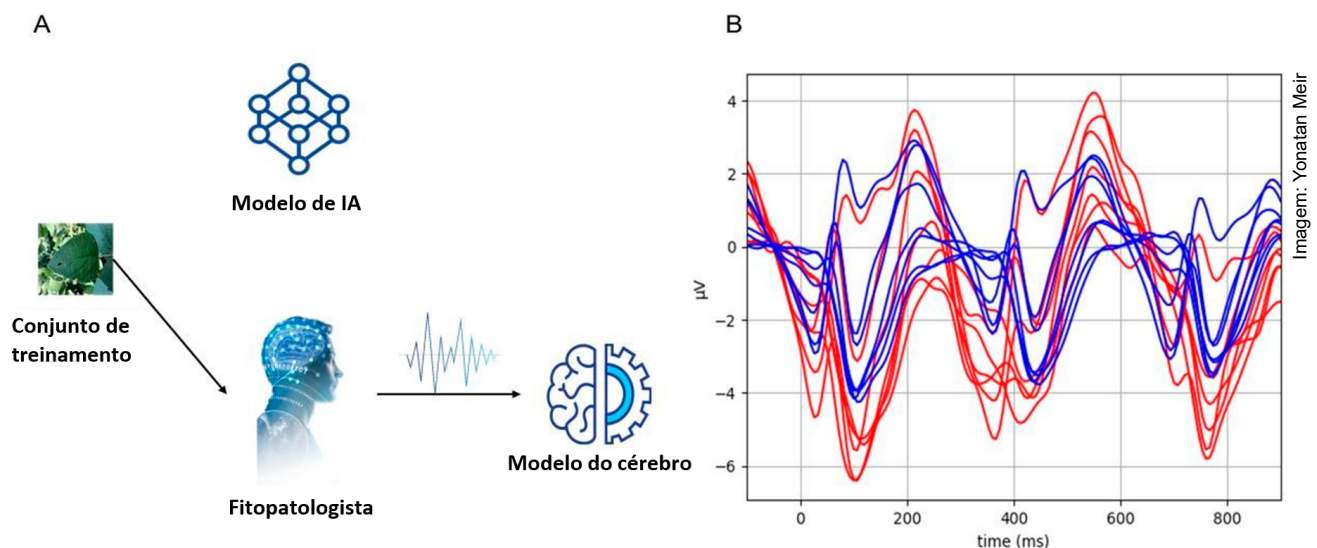 A
Modelo de IA
Conjunto de
treinamento
Fitopatologista
Modelo do cérebro
B
4
2
0
−2
−4
−6
µV
0
200
400
600
800
time (ms)
Imagem: Yonatan Meir